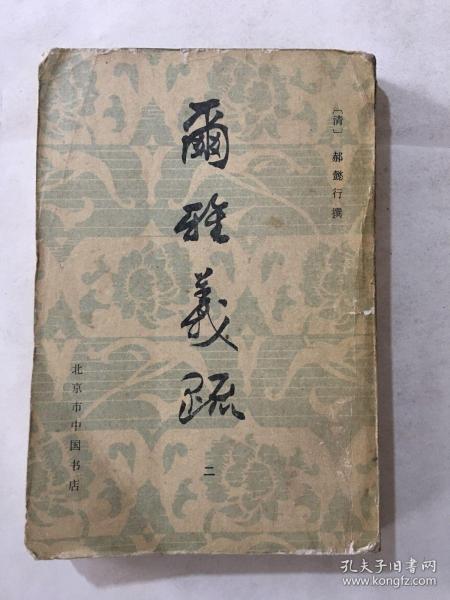 〔清〕郝懿行撰
爾雅義疏
二
北京市中国书店
孔夫子旧书网
www.kongfz.com